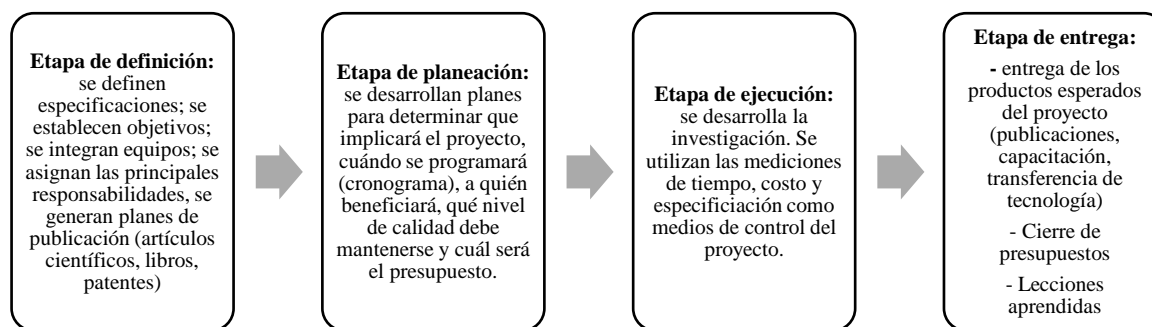 Etapa de definición:
se definen
especificaciones; se
establecen objetivos;
se integran equipos; se
asignan las principales
responsabilidades, se
generan planes de
publicación (artículos
científicos, libros,
patentes)
Etapa de planeación:
se desarrollan planes
para determinar que
implicará el proyecto,
cuándo se programará
(cronograma), a quién
beneficiará, qué nivel
de calidad debe
mantenerse y cuál será
el presupuesto.
Etapa de ejecución:
se desarrolla la
investigación. Se
utilizan las mediciones
de tiempo, costo y
especificiación como
medios de control del
proyecto.
Etapa de entrega:
- entrega de los
productos esperados
del proyecto
(publicaciones,
capacitación,
transferencia de
tecnología)
- Cierre de
presupuestos
- Lecciones
aprendidas